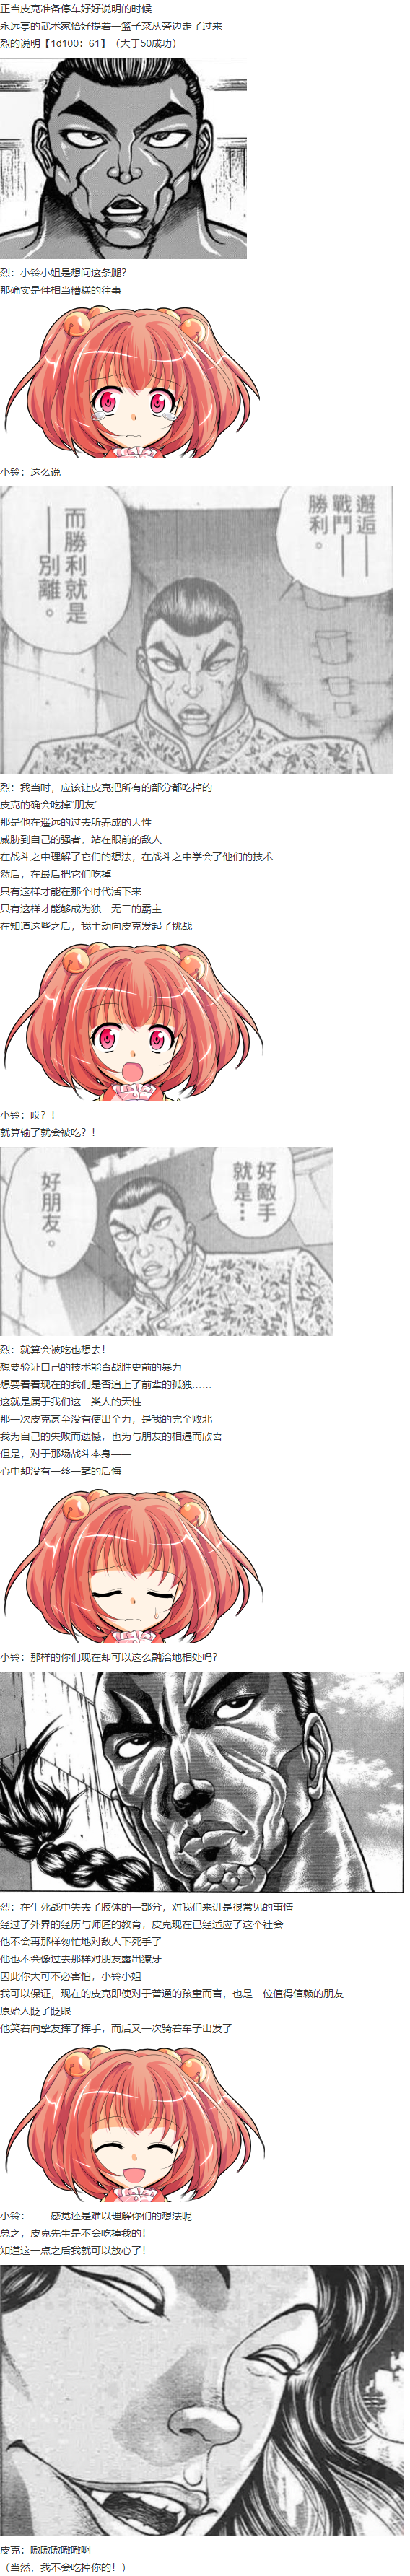 正当皮克准备停车好好说明的时候
永远亭的武术家恰好提着一篮子菜从旁边走了过来
烈的说明【1d100：61】（大于50成功）
烈：小铃小姐是想问这条腿？
那确实是件相当糟糕的往事
小铃：这么说——
邂逅——
戰鬥——
勝利。
而勝利就是
——別離。
烈：我当时，应该让皮克把所有的部分都吃掉的
皮克的确会吃掉“朋友”
那是他在遥远的过去所养成的天性
威胁到自己的强者，站在眼前的敌人
在战斗之中理解了它们的想法，在战斗之中学会了他们的技术
然后，在最后把它们吃掉
只有这样才能在那个时代活下来
只有这样才能够成为独一无二的霸主
在知道这些之后，我主动向皮克发起了挑战
小铃：哎？！
就算输了就会被吃？！
好敵手
就是…
好朋友。
烈：就算会被吃也想去！
想要验证自己的技术能否战胜史前的暴力
想要看看现在的我们是否追上了前辈的孤独……
这就是属于我们这一类人的天性
那一次皮克甚至没有使出全力，是我的完全败北
我为自己的失败而遗憾，也为与朋友的相遇而欣喜
但是，对于那场战斗本身——
心中却没有一丝一毫的后悔
小铃：那样的你们现在却可以这么融洽地相处吗？
烈：在生死战中失去了肢体的一部分，对我们来讲是很常见的事情
经过了外界的经历与师匠的教育，皮克现在已经适应了这个社会
他不会再那样匆忙地对敌人下死手了
他也不会像过去那样对朋友露出獠牙
因此你大可不必害怕，小铃小姐
我可以保证，现在的皮克即使对于普通的孩童而言，也是一位值得信赖的朋友
原始人眨了眨眼
他笑着向挚友挥了挥手，而后又一次骑着车子出发了
小铃：……感觉还是难以理解你们的想法呢
总之，皮克先生是不会吃掉我的！
知道这一点之后我就可以放心了！
皮克：嗷嗷嗷嗷嗷啊
（当然，我不会吃掉你的！）